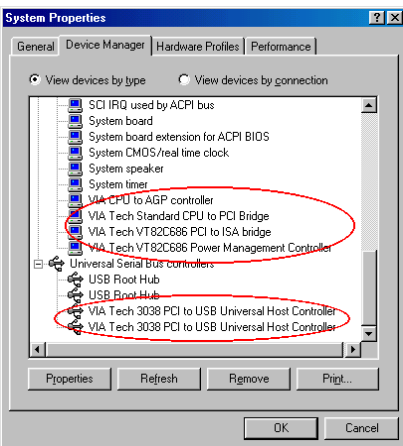 System Properties
General Device Manager Hardware Profiles Performance
View devices by type View devices by connection
SCI IRQ used by ACPI bus
System board
System board extension for ACPI BIOS
System CMOS/real time clock
System speaker
System timer
VIA CPU to AGP controller
VIA Tech Standard CPU to PCI Bridge
VIA Tech VT82C686 PCI to ISA bridge
VIA Tech VT82C686 Power Management Controller
Universal Serial Bus controllers
USB Root Hub
USB Root Hub
VIA Tech 3038 PCI to USB Universal Host Controller
VIA Tech 3038 PCI to USB Universal Host Controller
Properties Refresh Remove Print...
OK Cancel